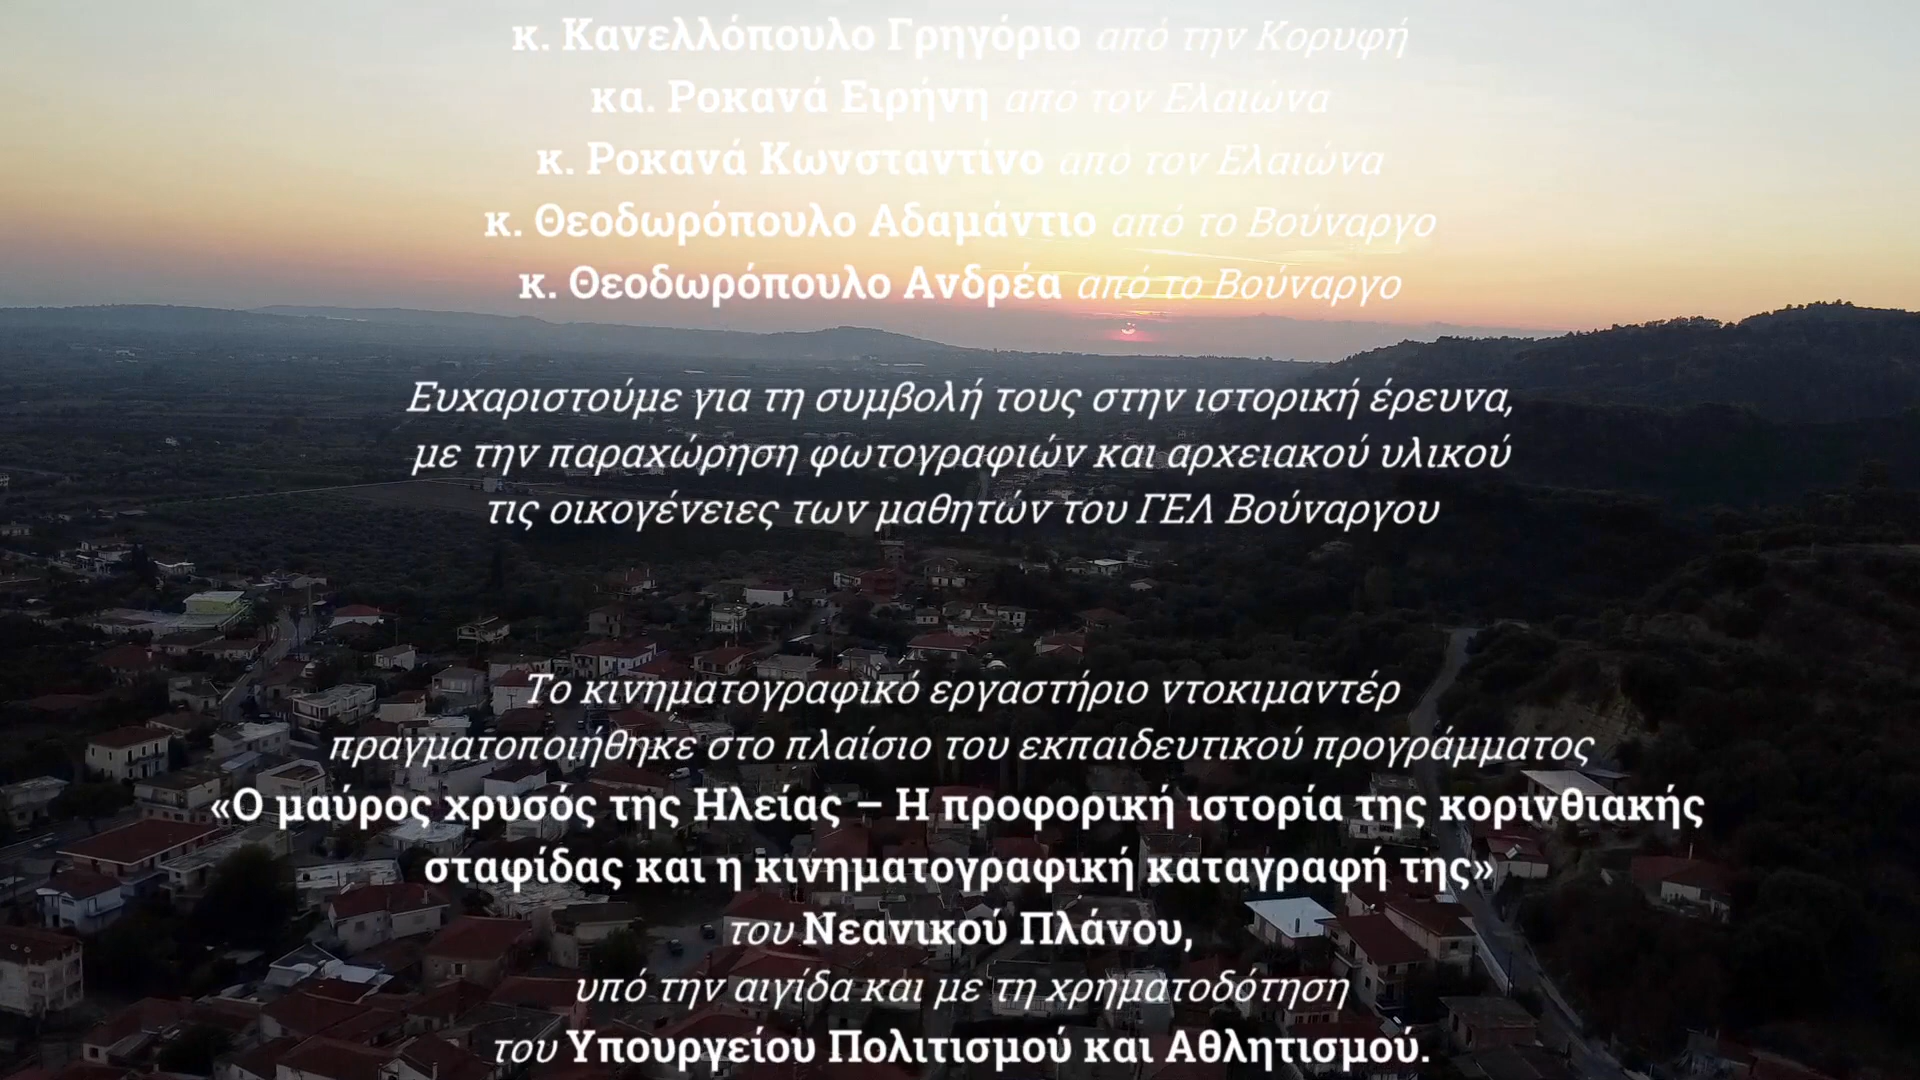 κ. Κανελλόπουλο Γρηγόριο από την Κορυφή
κα. Ροκανά Ειρήνη από τον Ελαιώνα
κ. Ροκανά Κωνσταντίνο από τον Ελαιώνα
κ. Θεοδωρόπουλο Αδαμάντιο από το Βούναργο
κ. Θεοδωρόπουλο Ανδρέα από το Βούναργο
Ευχαριστούμε για τη συμβολή τους στην ιστορική έρευνα,
με την παραχώρηση φωτογραφιών και αρχειακού υλικού
τις οικογένειες των μαθητών του ΓΕΛ Βούναργου
Το κινηματογραφικό εργαστήριο ντοκιμαντέρ
πραγματοποιήθηκε στο πλαίσιο του εκπαιδευτικού προγράμματος
«Ο μαύρος χρυσός της Ηλείας – Η προφορική ιστορία της κορινθιακής
σταφίδας και η κινηματογραφική καταγραφή της»
του Νεανικού Πλάνου,
υπό την αιγίδα και με τη χρηματοδότηση
του Υπουργείου Πολιτισμού και Αθλητισμού.